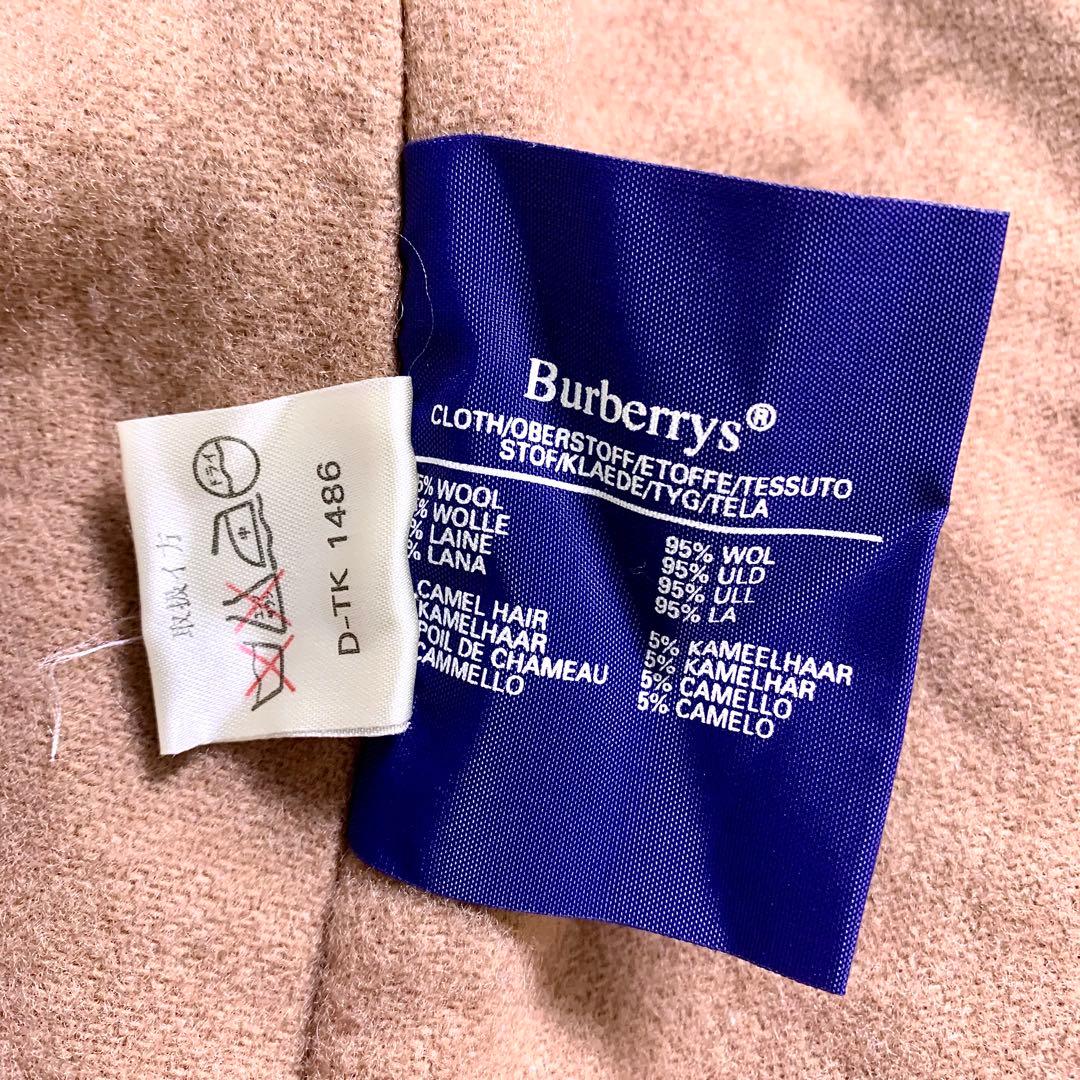 Burberrys®
CLOTH/OBERSTOFF/ETOFFE/TESSUTO
STOF/KLAEDE/TYG/TELA
5% WOOL
% WOLLE
% LAINE
% LANA
CAMEL HAIR
KAMELHAAR
POIL DE CHAMEAU
CAMMELLO
95% WOL
95% ULD
95% ULL
95% LA
5% KAMEELHAAR
5% KAMELHAR
5% CAMELLO
5% CAMELO
取扱い方
ドライ
D-TK 1486